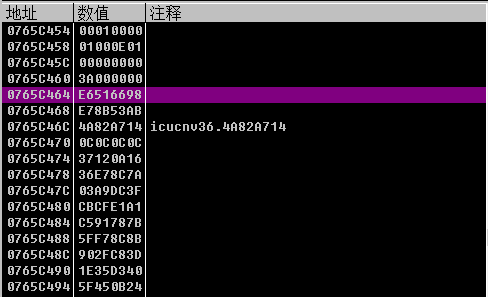 地址 数值 注释
0765C454 00010000
0765C458 01000E01
0765C45C 00000000
0765C460 3A000000
0765C464 E6516698
0765C468 E78B53AB
0765C46C 4A82A714 icucnv36.4A82A714
0765C470 0C0C0C0C
0765C474 37120A16
0765C478 36E78C7A
0765C47C 03A9DC3F
0765C480 CBCFE1A1
0765C484 C591787B
0765C488 5FF78C8B
0765C48C 902FC83D
0765C490 1E35D340
0765C494 5F450B24